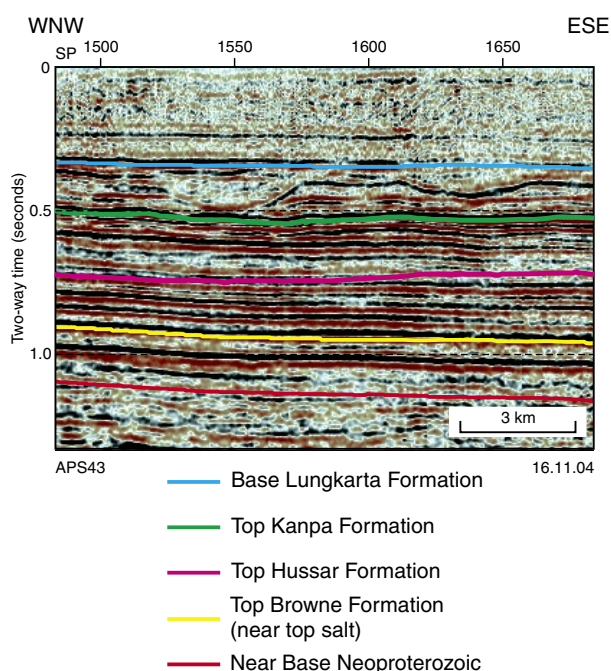 WNW ESE
SP 1500 1550 1600 1650
0
0.5
1.0
Two-way time (seconds)
3 km
APS43 16.11.04
Base Lungkarta Formation
Top Kanpa Formation
Top Hussar Formation
Top Browne Formation
(near top salt)
Near Base Neoproterozoic